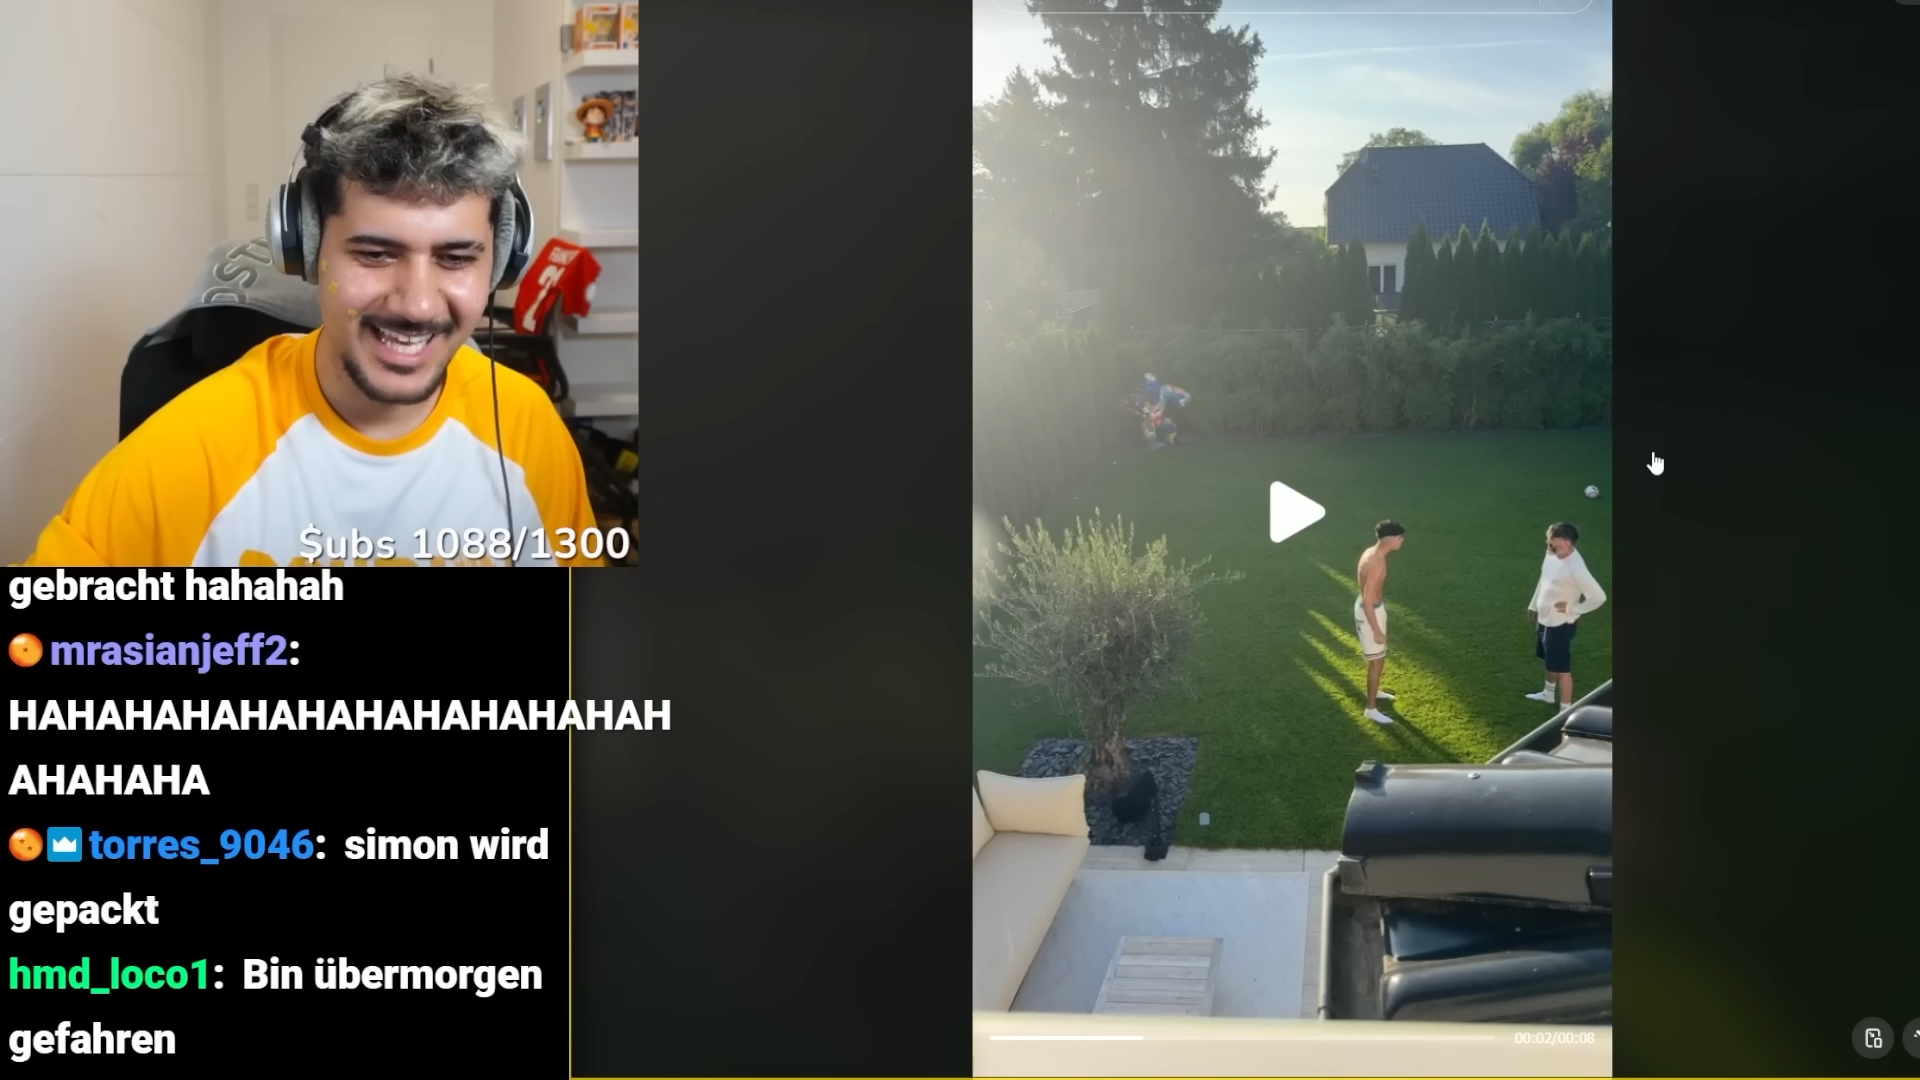 $ubs 1088/1300
gebracht hahahah
mrasianjeff2:
HAHAHAHAHAHAHAHAHAHAHAH
AHAHAHA
torres_9046: simon wird
gepackt
hmd_loco1: Bin übermorgen
gefahren
00:02/00:08